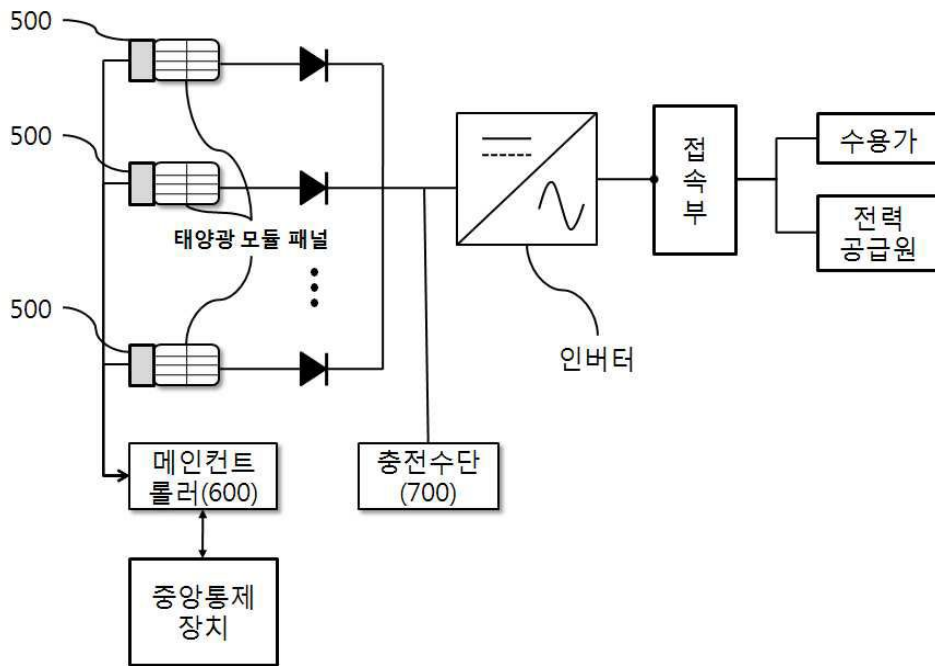 500
500
태양광 모듈 패널
500
인버터
접
속
부
수용가
전력
공급원
메인컨트
롤러(600)
충전수단
(700)
중앙통제
장치